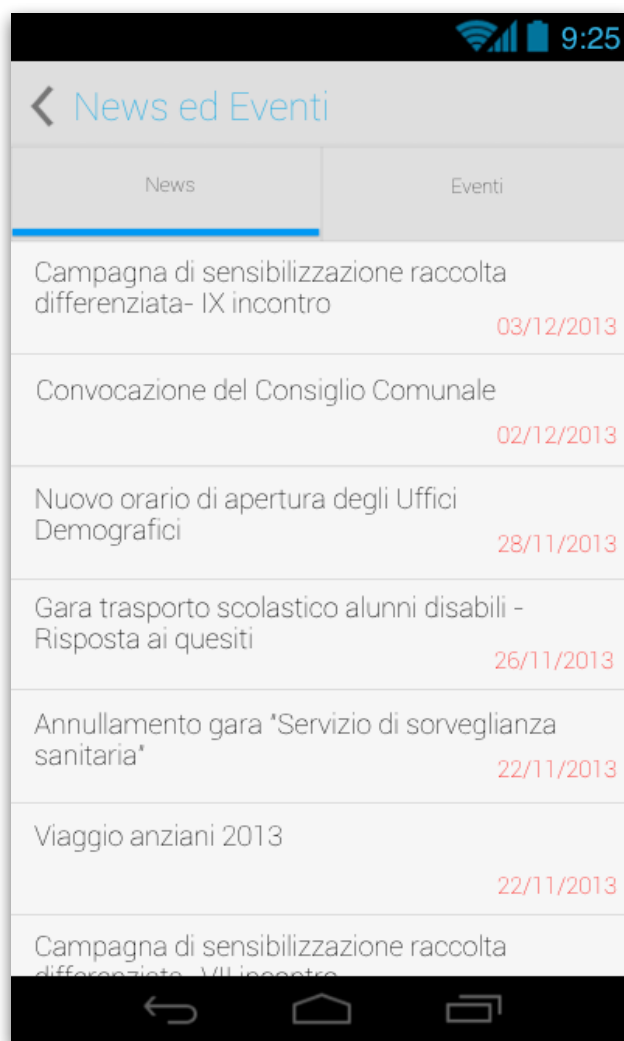 9:25
News ed Eventi
News
Eventi
Campagna di sensibilizzazione raccolta
differenziata- IX incontro
03/12/2013
Convocazione del Consiglio Comunale
02/12/2013
Nuovo orario di apertura degli Uffici
Demografici
28/11/2013
Gara trasporto scolastico alunni disabili -
Risposta ai quesiti
26/11/2013
Annullamento gara "Servizio di sorveglianza
sanitaria"
22/11/2013
Viaggio anziani 2013
22/11/2013
Campagna di sensibilizzazione raccolta
differenziata- VII incontro